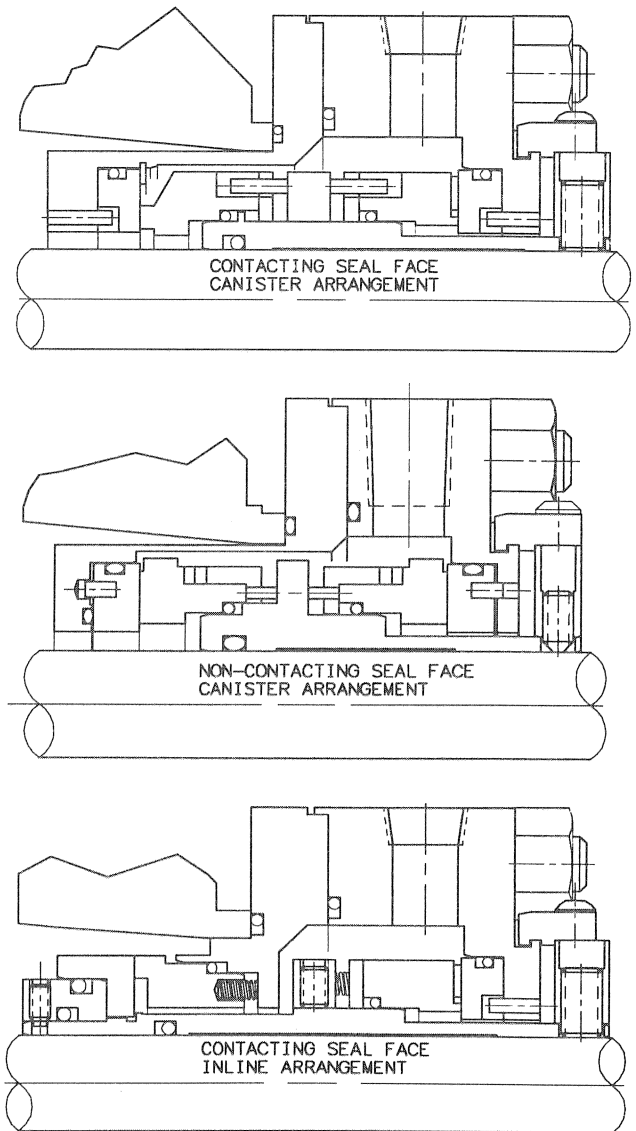 CONTACTING SEAL FACE
CANISTER ARRANGEMENT
NON-CONTACTING SEAL FACE
CANISTER ARRANGEMENT
CONTACTING SEAL FACE
INLINE ARRANGEMENT